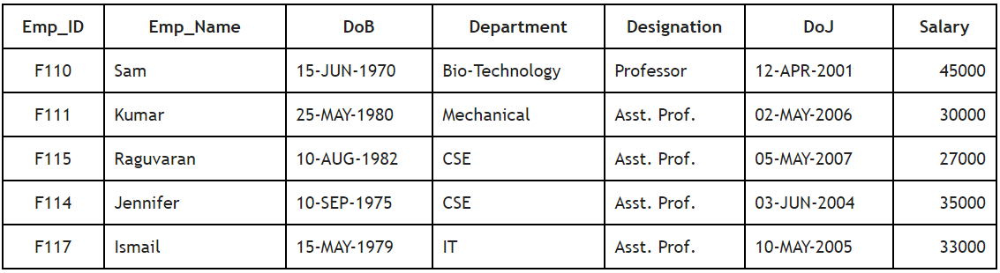 Emp_ID Emp_Name DoB Department Designation DoJ Salary
F110 Sam 15-JUN-1970 Bio-Technology Professor 12-APR-2001 45000
F111 Kumar 25-MAY-1980 Mechanical Asst. Prof. 02-MAY-2006 30000
F115 Raguvaran 10-AUG-1982 CSE Asst. Prof. 05-MAY-2007 27000
F114 Jennifer 10-SEP-1975 CSE Asst. Prof. 03-JUN-2004 35000
F117 Ismail 15-MAY-1979 IT Asst. Prof. 10-MAY-2005 33000